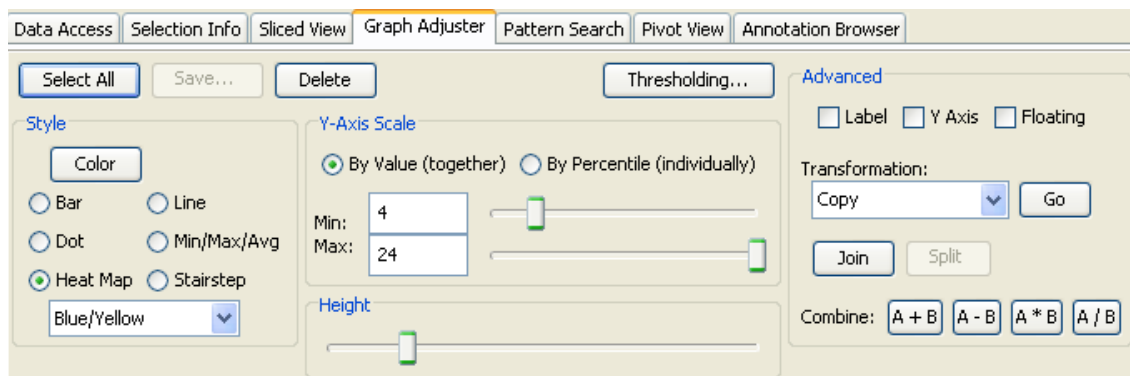 Data Access Selection Info Sliced View Graph Adjuster Pattern Search Pivot View Annotation Browser
Select All Save... Delete Thresholding...
Style
Color
Bar Line
Dot Min/Max/Avg
Heat Map Stairstep
Blue/Yellow
Y-Axis Scale
By Value (together) By Percentile (individually)
Min: 4
Max: 24
Height
Advanced
Label Y Axis Floating
Transformation:
Copy Go
Join Split
Combine: A + B A - B A * B A / B